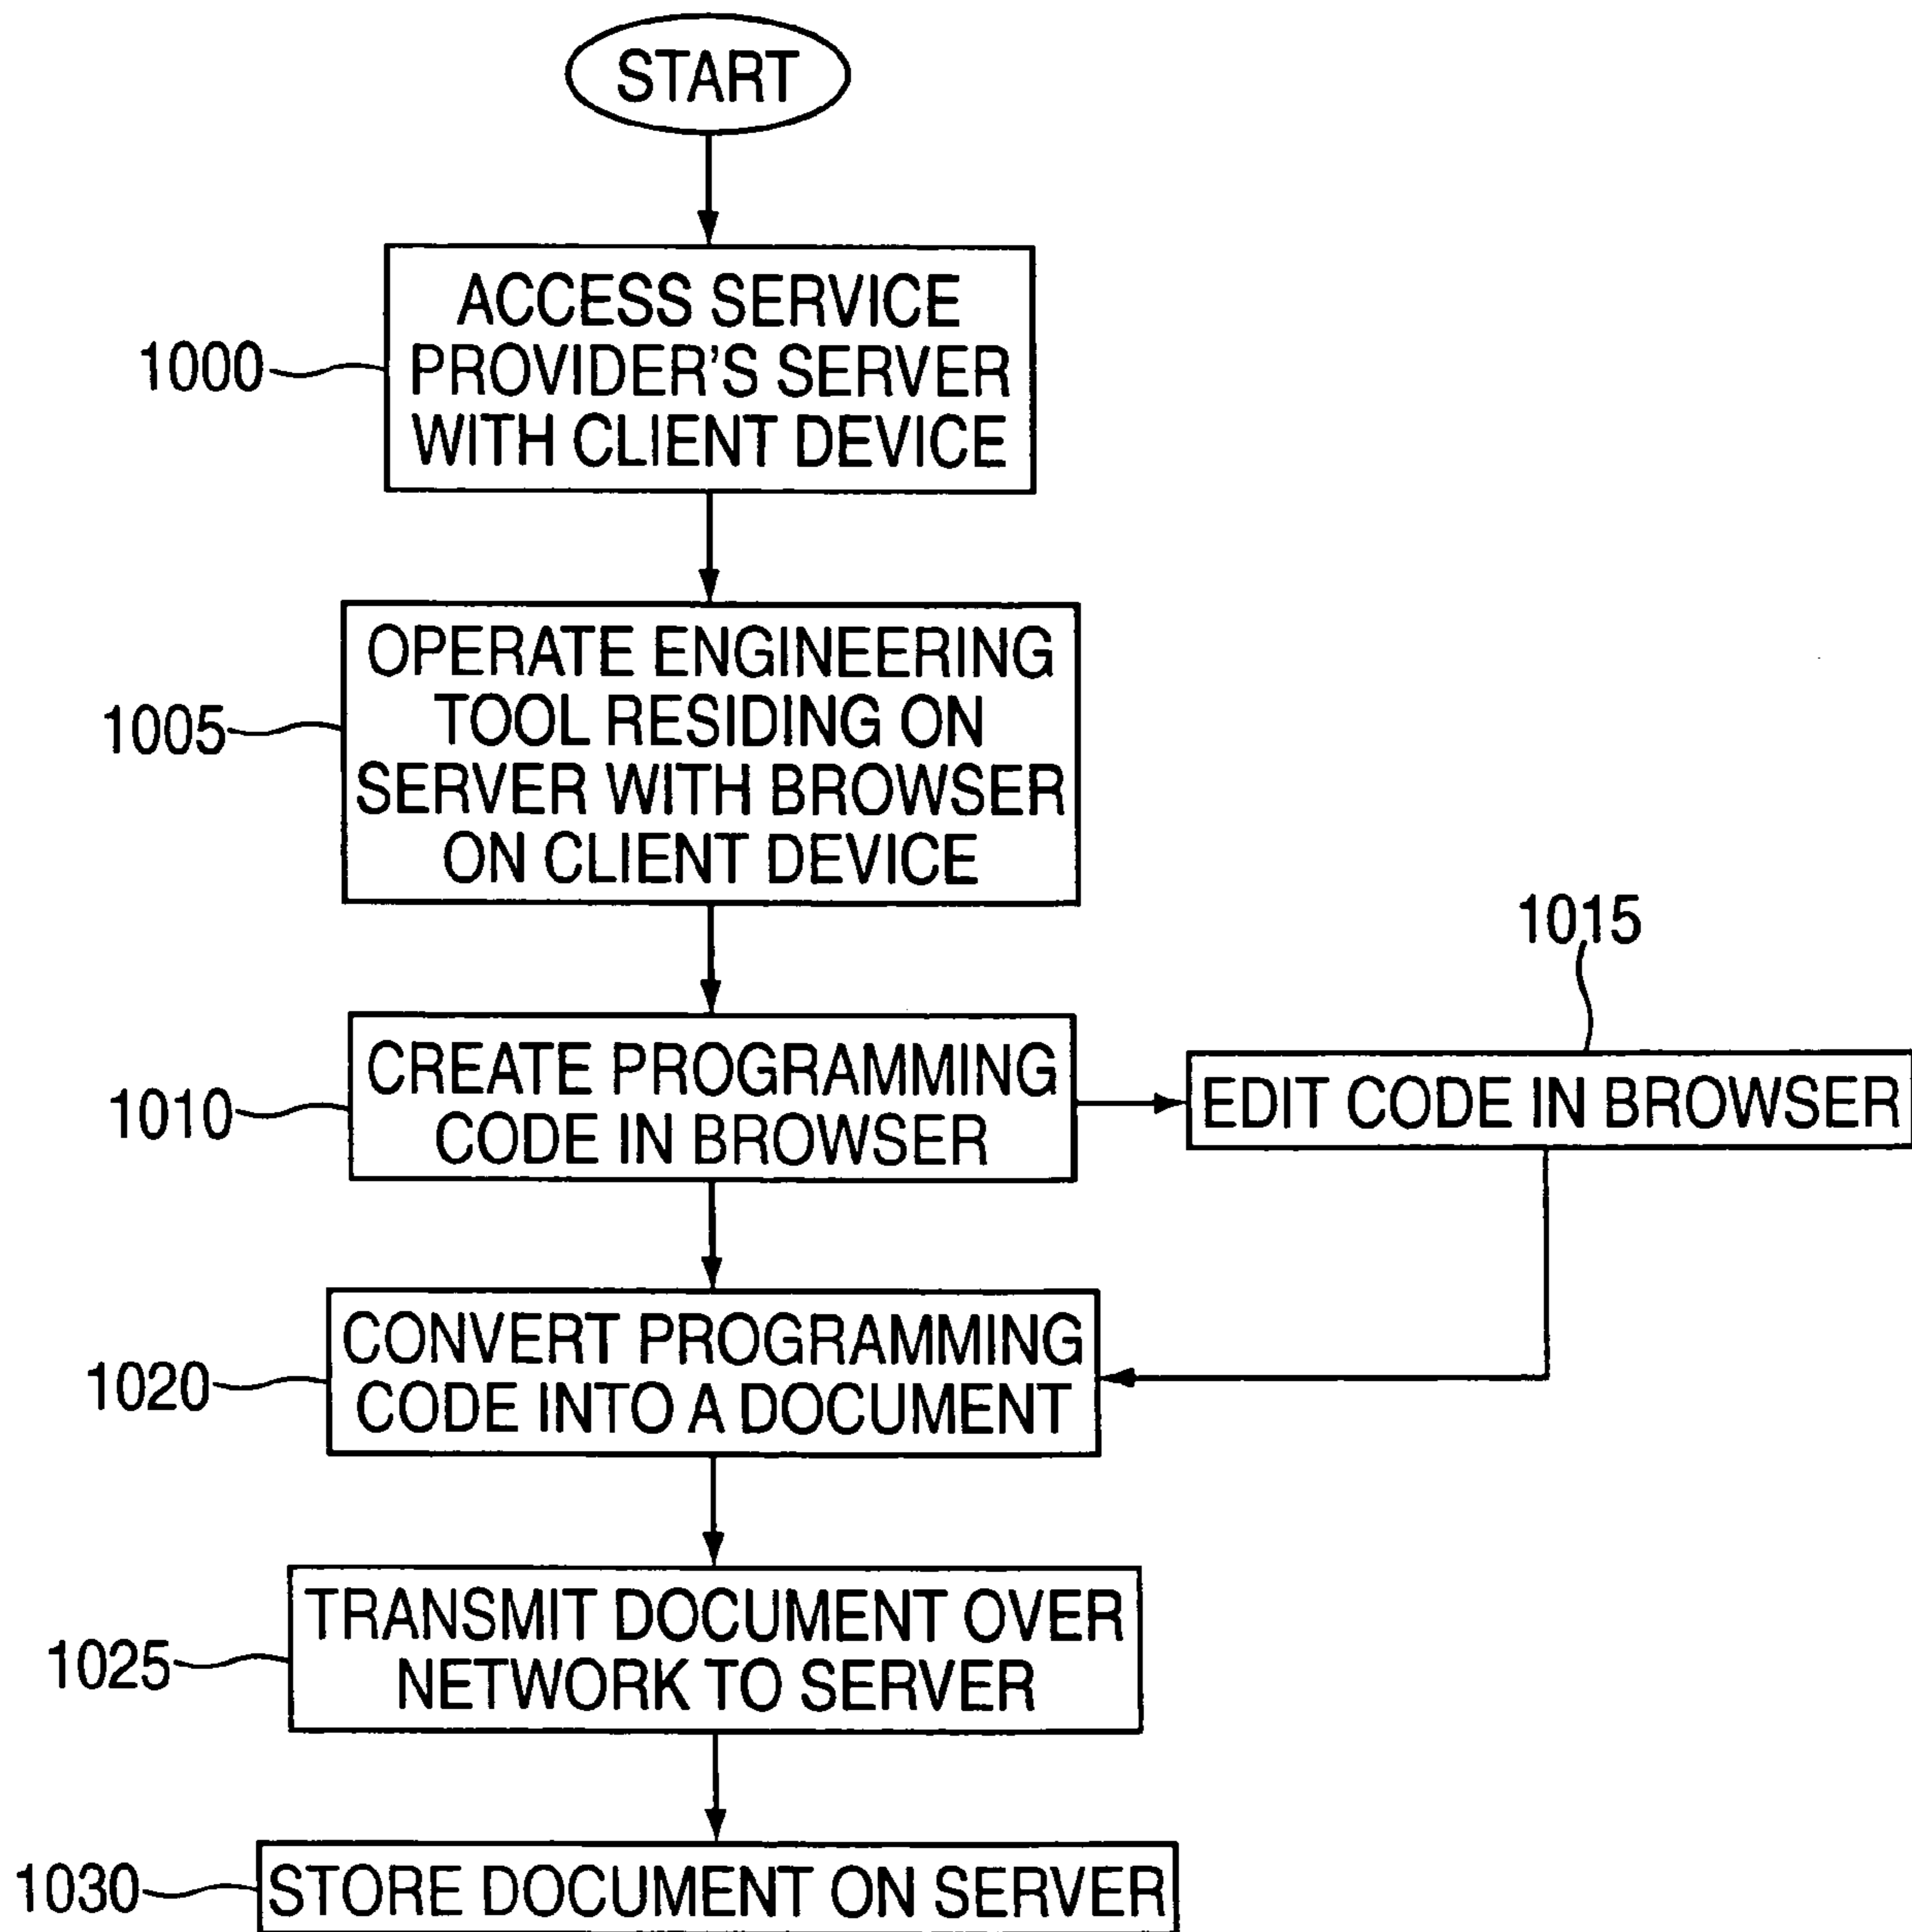 START
1000
ACCESS SERVICE
PROVIDER'S SERVER
WITH CLIENT DEVICE
1005
OPERATE ENGINEERING
TOOL RESIDING ON
SERVER WITH BROWSER
ON CLIENT DEVICE
1010
CREATE PROGRAMMING
CODE IN BROWSER
1015
EDIT CODE IN BROWSER
1020
CONVERT PROGRAMMING
CODE INTO A DOCUMENT
1025
TRANSMIT DOCUMENT OVER
NETWORK TO SERVER
1030
STORE DOCUMENT ON SERVER